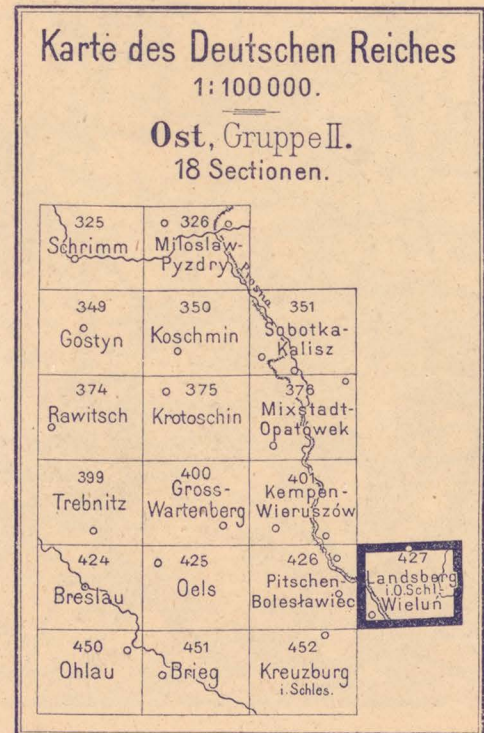 Karte des Deutschen Reiches
1:100000.
Ost, Gruppe II.
18 Sectionen.
325
Schrimm
326
Miloslaw-
Pyzdry
Prosna
349
Gostyn
350
Koschmin
351
Sobotka-
Kalisz
374
Rawitsch
375
Krotoschin
376
Mixstadt-
Opatówek
399
Trebnitz
400
Gross-
Wartenberg
401
Kempen-
Wieruszów
424
Breslau
425
Oels
426
Pitschen-
Bolesławiec
427
Landsberg
i.O.Schl.-
Wieluń
450
Ohlau
451
Brieg
452
Kreuzburg
i.Schles.